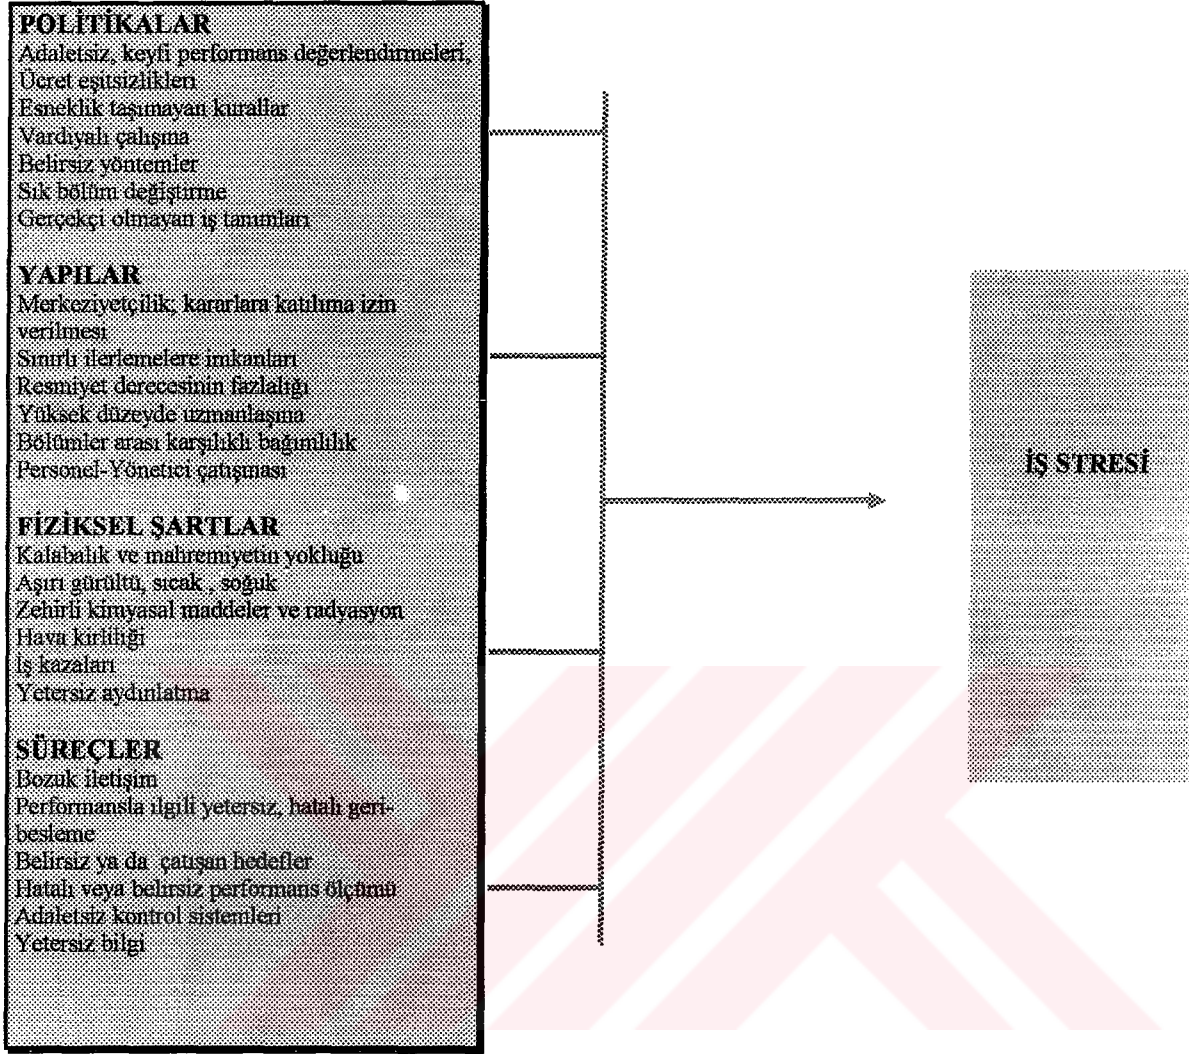 POLİTİKALAR
Adaletsiz, keyfi performans değerlendirmeleri,
Ücret eşitsizlikleri
Esneklik taşımayan kurallar
Vardıyalı çalışma
Belirsiz yöntemler
Sık bölüm değiştirme
Gerçekçi olmayan iş tanımları
YAPILAR
Merkeziyetçilik; kararlara katılıma izin
verilmesi
Sınırlı ilerlemelere imkanları
Resmiyet derecesinin fazlalığı
Yüksek düzeyde uzmanlaşma
Bölümler arası karşılıklı bağımlılık
Personel-Yönetici çatışması
FİZİKSEL ŞARTLAR
Kalabalık ve mahremiyetin yokluğu
Aşırı gürültü, sıcak , soğuk
Zehirli kimyasal maddeler ve radyasyon
Hava kirliliği
İş kazaları
Yetersiz aydınlatma
SÜREÇLER
Bozuk iletişim
Performansla ilgili yetersiz, hatalı geri-
besleme
Belirsiz ya da çatışan hedefler
Hatalı veya belirsiz performans ölçümü
Adaletsiz kontrol sistemleri
Yetersiz bilgi
İŞ STRESİ